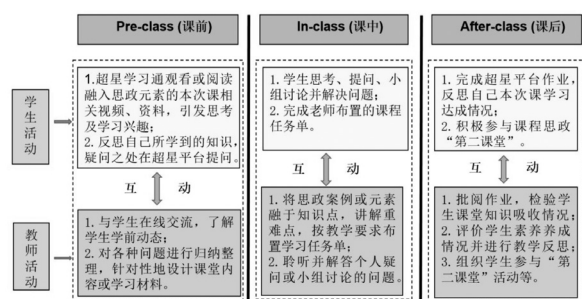 Pre-class (课前)
In-class (课中)
After-class (课后)
学生活动
1.超星学习通观看或阅读
融入思政元素的本次课相
关视频、资料，引发思考
及学习兴趣;
2. 反思自己所学到的知识，
疑问之处在超星平台提问。
1. 学生思考、提问、小
组讨论并解决问题;
2. 完成老师布置的课程
任务单。
1. 完成超星平台作业，
反思自己本次课学习
达成情况;
2. 积极参与课程思政
“第二课堂”。
互 动
互 动
互 动
教师活动
1. 与学生在线交流，了解
学生学前动态;
2. 对各种问题进行归纳整
理，针对性地设计课堂内
容或学习材料。
1. 将思政案例或元素
融于知识点，讲解重
难点，按教学要求布
置学习任务单;
2. 聆听并解答个人疑
问或小组讨论的问题。
1. 批阅作业，检验学
生课堂知识吸收情况;
2. 评价学生素养养成
情况并进行教学反思;
3. 组织学生参与“第
二课堂”活动等。